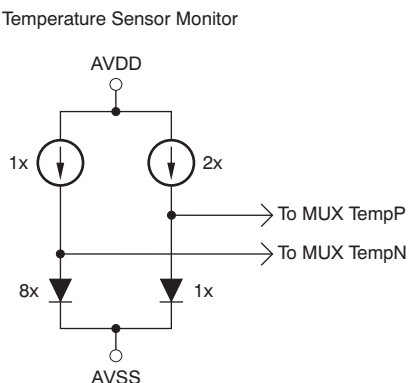 Temperature Sensor Monitor
AVDD
1x
2x
To MUX TempP
To MUX TempN
8x
1x
AVSS